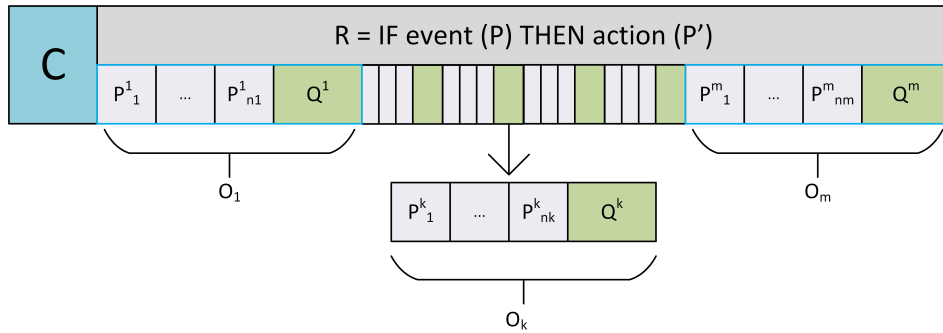 C
R = IF event (P) THEN action (P')
P¹₁ ... P¹ₙ₁ Q¹ Pᵐ₁ ... Pᵐₙₘ Qᵐ
O₁ Oₘ
Pᵏ₁ ... Pᵏₙₖ Qᵏ
Oₖ